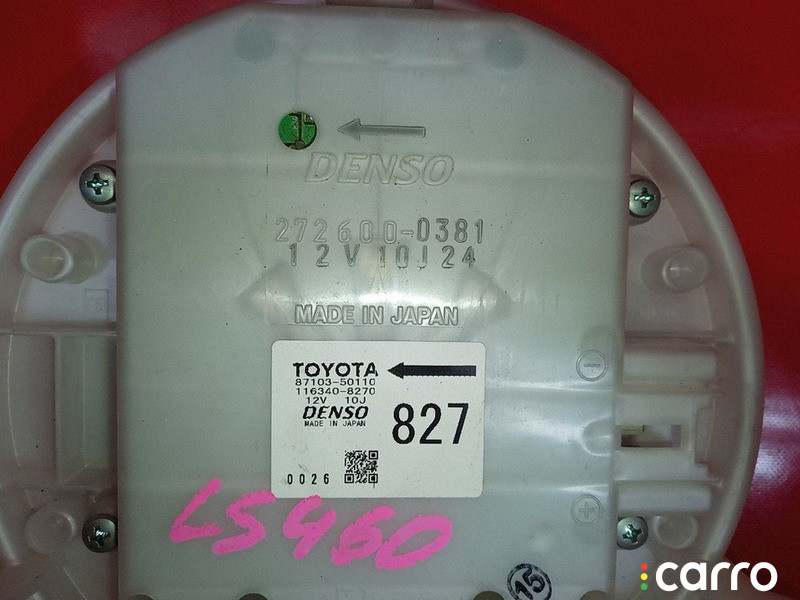 DENSO
272600-0381
12V 10J24
MADE IN JAPAN
TOYOTA
87103-50110
116340-8270
12V 10J
DENSO
MADE IN JAPAN
827
0026
LS460
15
carro